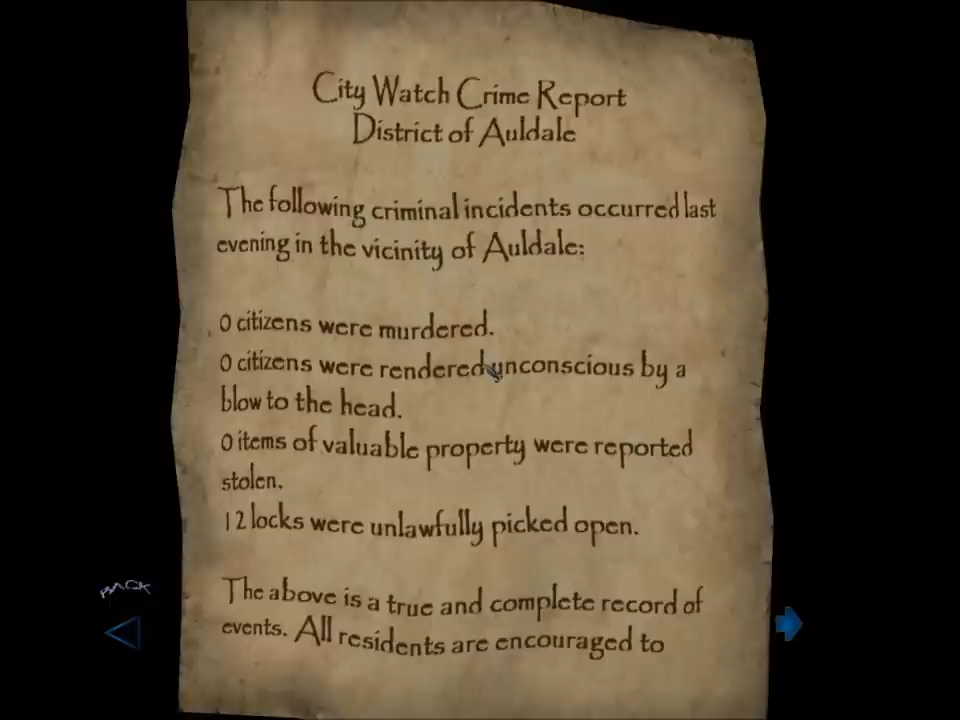 City Watch Crime Report
District of Auldale
The following criminal incidents occurred last
evening in the vicinity of Auldale:
0 citizens were murdered.
0 citizens were rendered unconscious by a
blow to the head.
0 items of valuable property were reported
stolen.
12 locks were unlawfully picked open.
The above is a true and complete record of
events. All residents are encouraged to
BACK